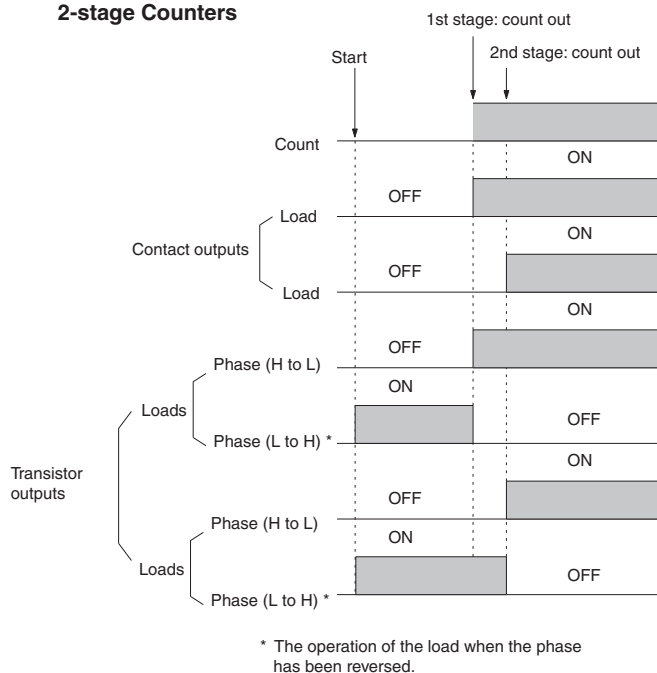 2-stage Counters
1st stage: count out
2nd stage: count out
Start
Count
ON
OFF
Load
Contact outputs
ON
OFF
Load
ON
OFF
Phase (H to L)
ON
Loads
OFF
Phase (L to H) *
ON
Transistor
outputs
OFF
Phase (H to L)
ON
Loads
OFF
Phase (L to H) *
* The operation of the load when the phase
has been reversed.